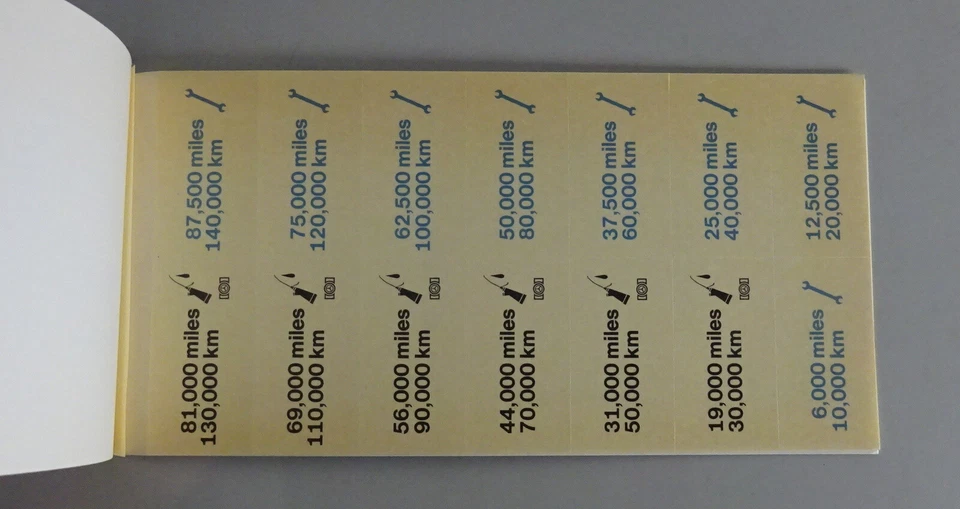 87,500 miles
140,000 km
75,000 miles
120,000 km
62,500 miles
100,000 km
50,000 miles
80,000 km
37,500 miles
60,000 km
25,000 miles
40,000 km
12,500 miles
20,000 km
81,000 miles
130,000 km
69,000 miles
110,000 km
56,000 miles
90,000 km
44,000 miles
70,000 km
31,000 miles
50,000 km
19,000 miles
30,000 km
6,000 miles
10,000 km